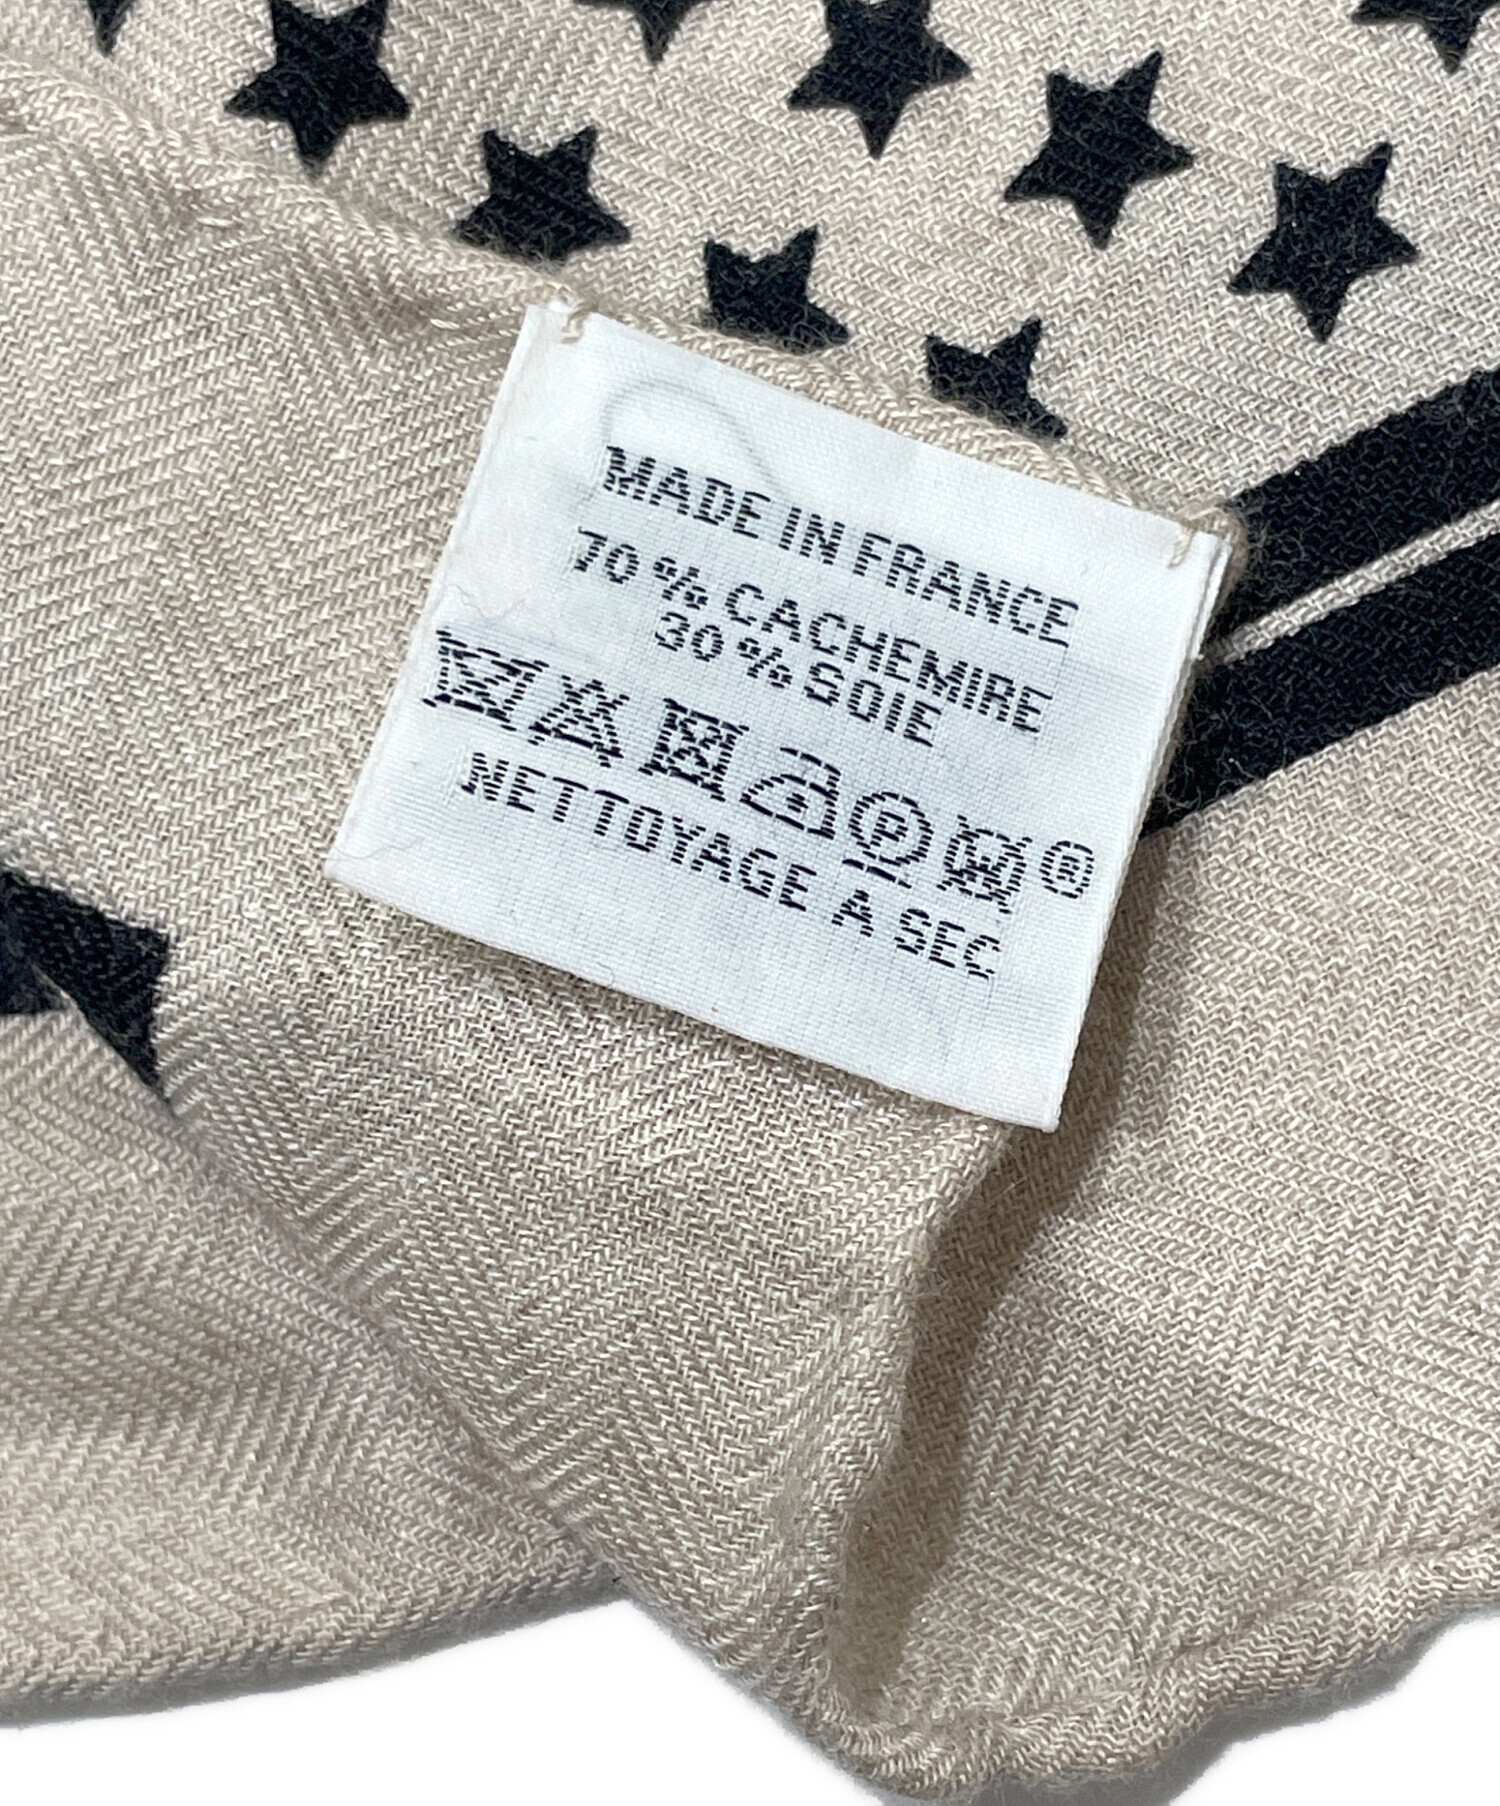 MADE IN FRANCE
70 % CACHEMIRE
30 % SOIE
P ®
NETTOYAGE A SEC